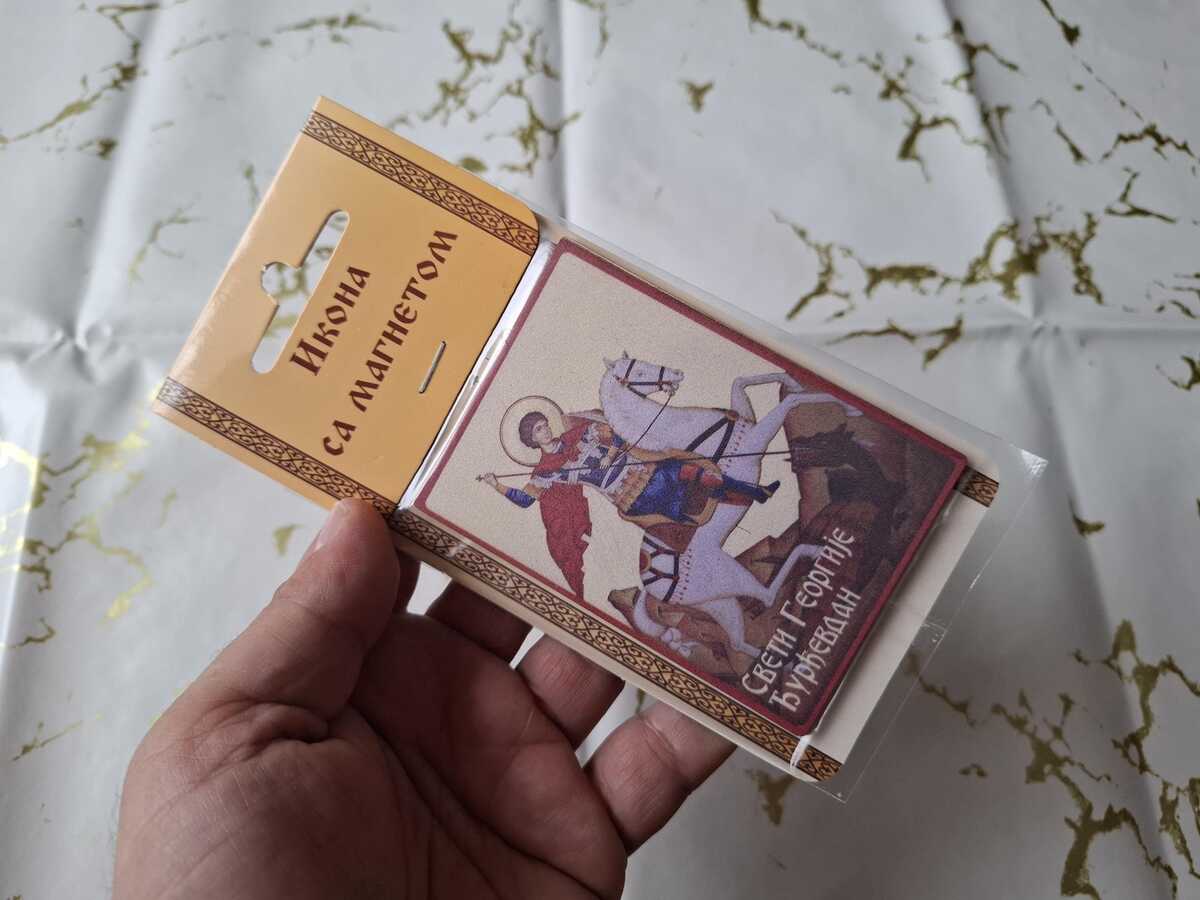 Икона
са магнетом
Свети Георгије
Ђурђевдан